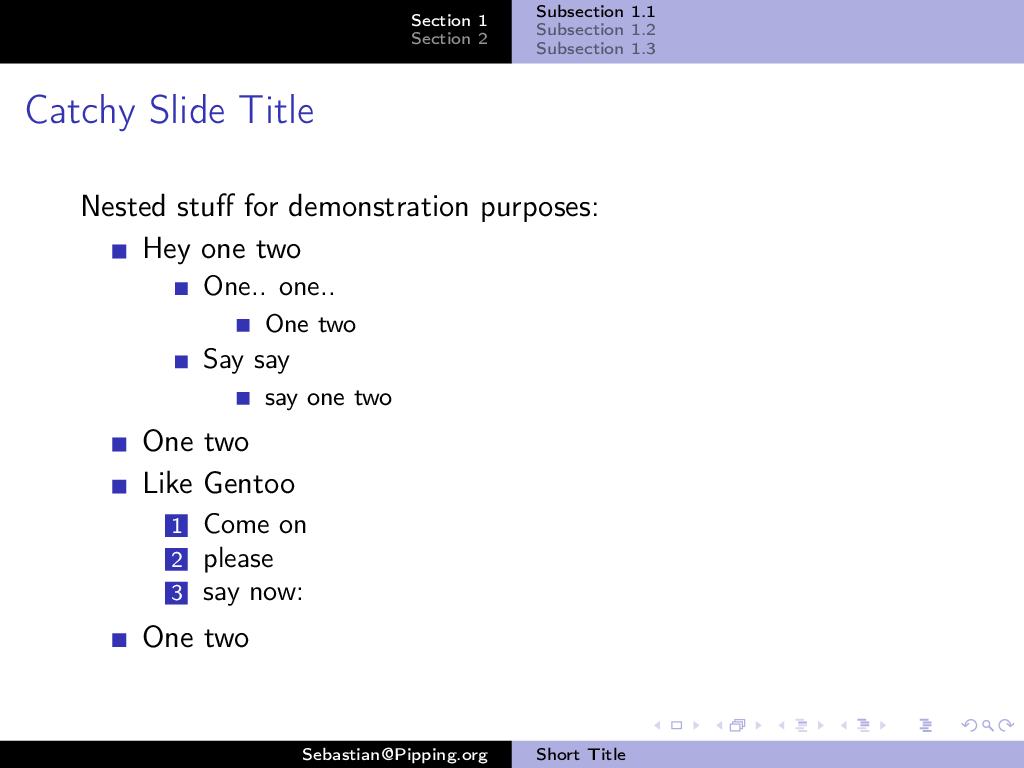 Section 1
Section 2
Subsection 1.1
Subsection 1.2
Subsection 1.3
Catchy Slide Title
Nested stuff for demonstration purposes:
Hey one two
One.. one..
One two
Say say
say one two
One two
Like Gentoo
1 Come on
2 please
3 say now:
One two
Sebastian@Pipping.org
Short Title